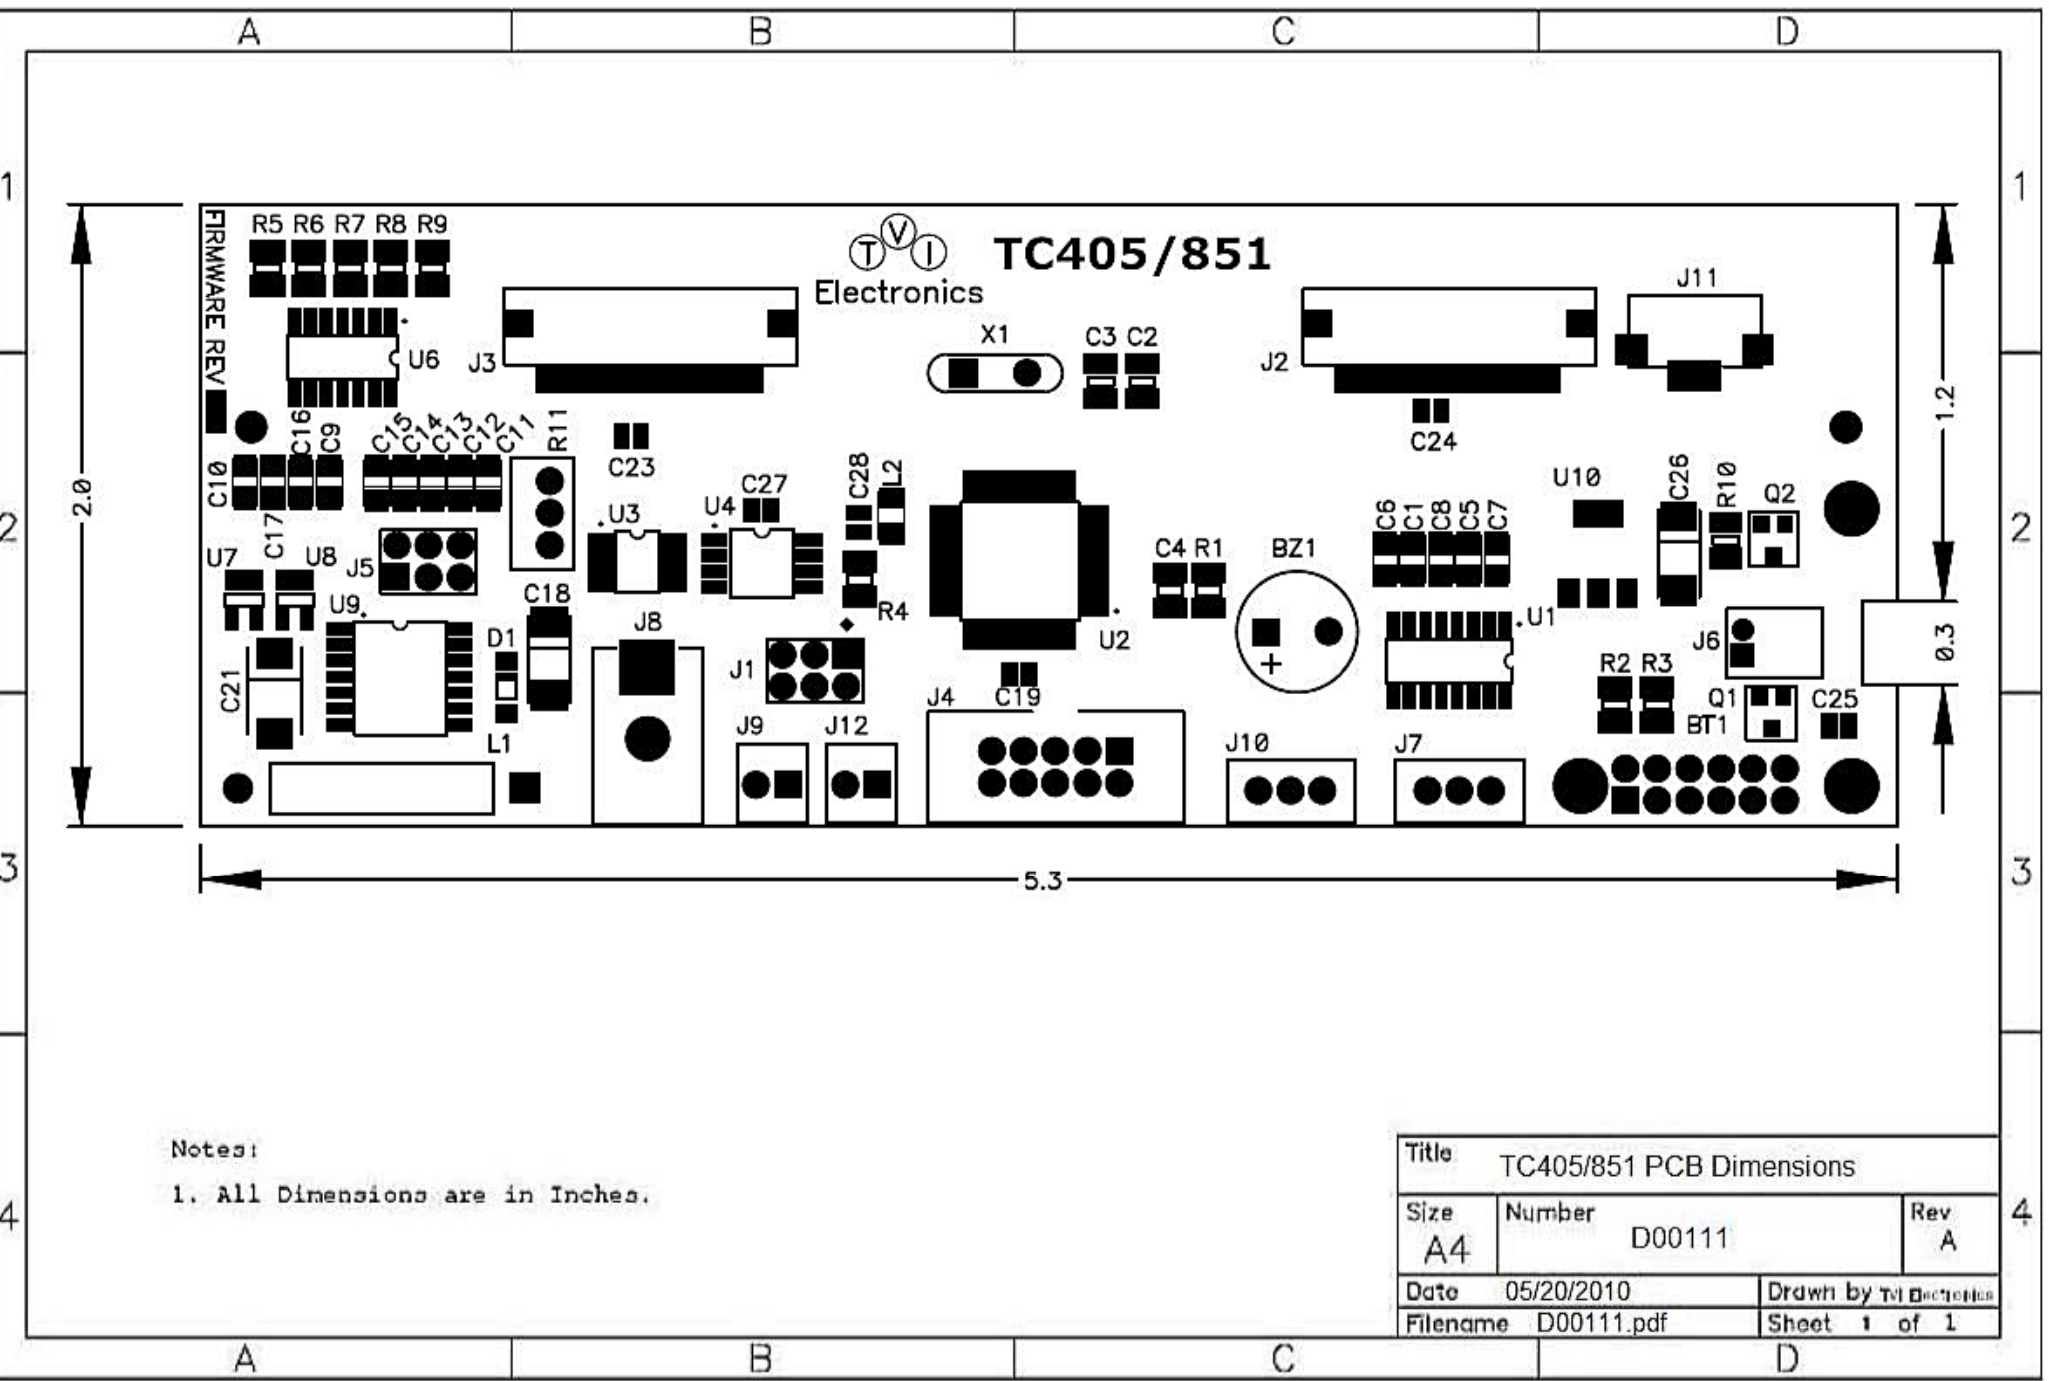 A B C D
1 1
FIRMWARE REV
R5 R6 R7 R8 R9
T V I
Electronics
TC405/851
J11
U6
J3
X1
C3 C2
J2
1.2
C10
C16
C9
C15
C14
C13
C12
C11
R11
C23
C24
2.0
C17
U7
U8
J5
U3
U4
C27
C28
L2
C6
C1
C8
C5
C7
U10
C26
R10
Q2
2 2
U9
C18
R4
C4 R1
BZ1
U2
U1
D1
J8
J1
C19
+
R2 R3
J6
0.3
C21
L1
J9
J12
J4
J10
J7
Q1
BT1
C25
5.3
3 3
Notes:
1. All Dimensions are in Inches.
Title TC405/851 PCB Dimensions
Size A4
Number D00111
Rev A
Date 05/20/2010
Drawn by TVI Electronics
Filename D00111.pdf
Sheet 1 of 1
4 4
A B C D